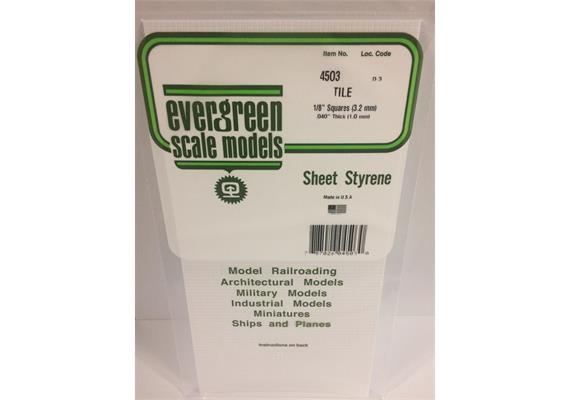 Item No. Loc. Code
4503 D 3
TILE
1/8" Squares (3.2 mm)
.040" Thick (1.0 mm)
evergreen
scale models
Sheet Styrene
Made in U S A
Model Railroading
Architectural Models
Military Models
Industrial Models
Miniatures
Ships and Planes
Instructions on back